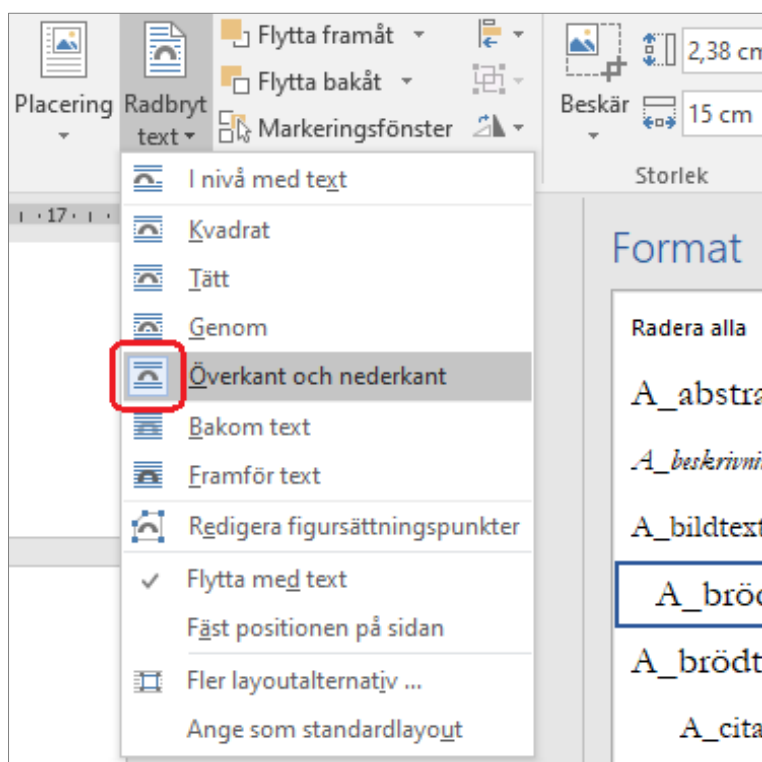 Placering
Radbryt
text
Flytta framåt
Flytta bakåt
Markeringsfönster
Beskär
2,38 cm
15 cm
Storlek
17
I nivå med text
Kvadrat
Tätt
Genom
Överkant och nederkant
Bakom text
Framför text
Redigera figursättningspunkter
Flytta med text
Fäst positionen på sidan
Fler layoutalternativ ...
Ange som standardlayout
Format
Radera alla
A_abstra
A_beskrivni
A_bildtext
A_bröd
A_brödt
A_cita